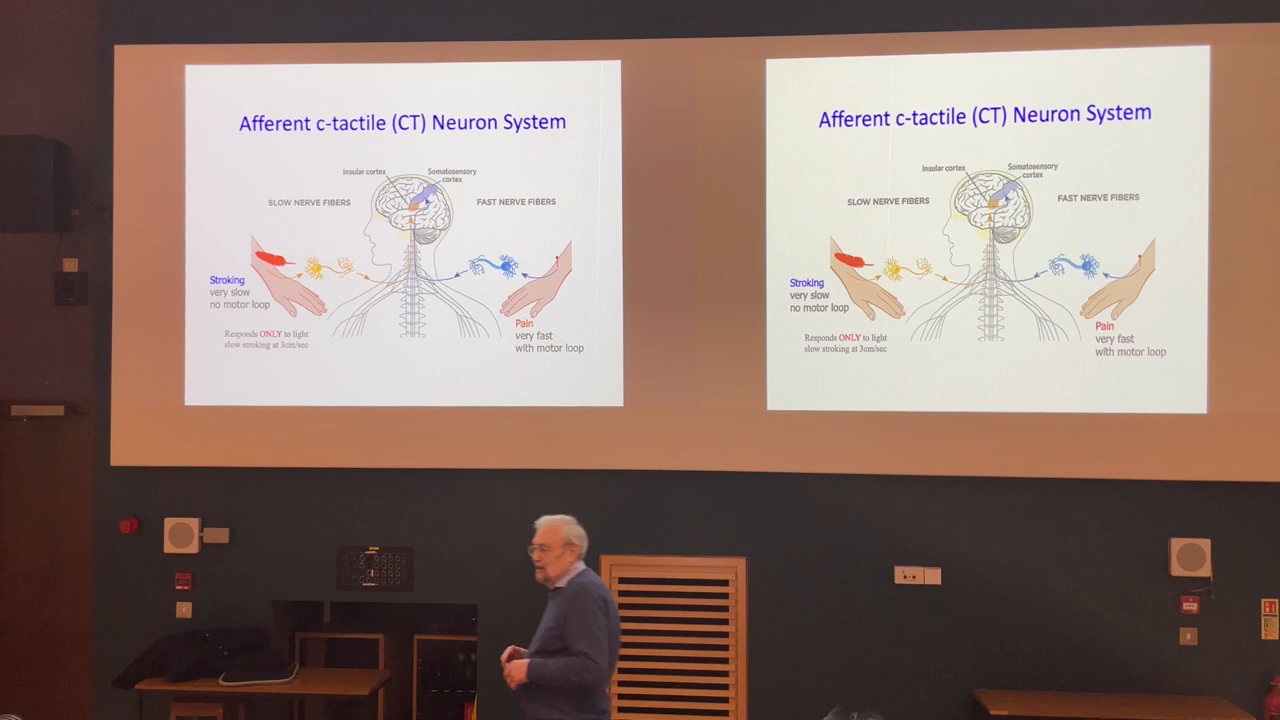 Afferent c-tactile (CT) Neuron System
Insular cortex
Somatosensory
cortex
SLOW NERVE FIBERS
FAST NERVE FIBERS
Stroking
very slow
no motor loop
Responds ONLY to light
slow stroking at 3cm/sec
Pain
very fast
with motor loop
Afferent c-tactile (CT) Neuron System
Insular cortex
Somatosensory
cortex
SLOW NERVE FIBERS
FAST NERVE FIBERS
Stroking
very slow
no motor loop
Responds ONLY to light
slow stroking at 3cm/sec
Pain
very fast
with motor loop